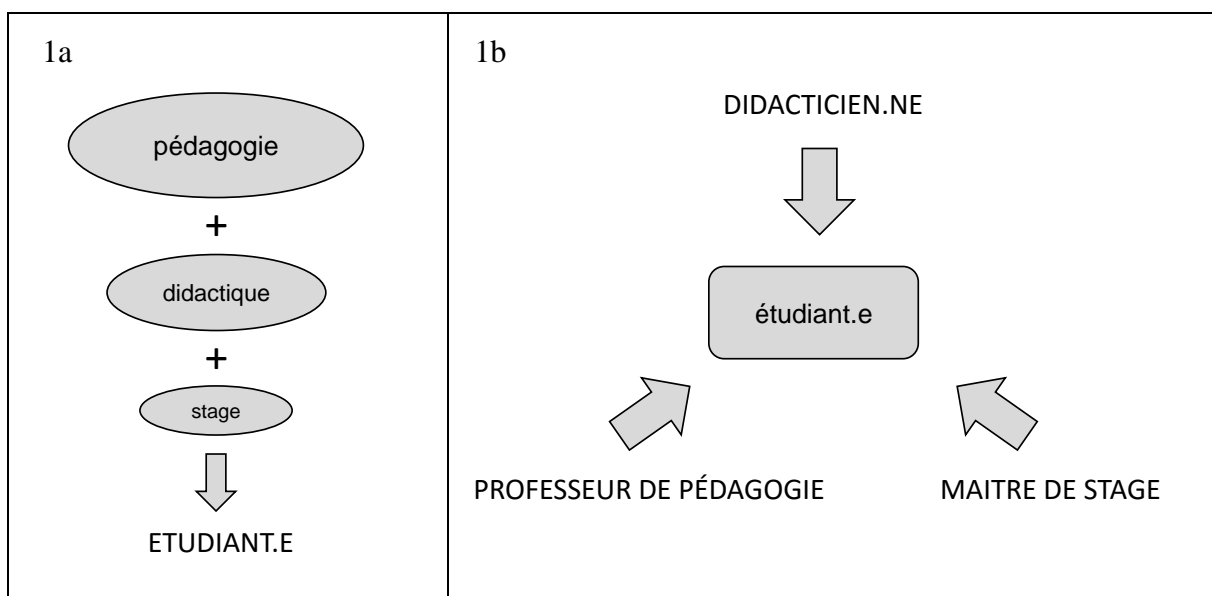 1a
pédagogie
+
didactique
+
stage
ETUDIANT.E
1b
DIDACTICIEN.NE
étudiant.e
PROFESSEUR DE PÉDAGOGIE
MAITRE DE STAGE